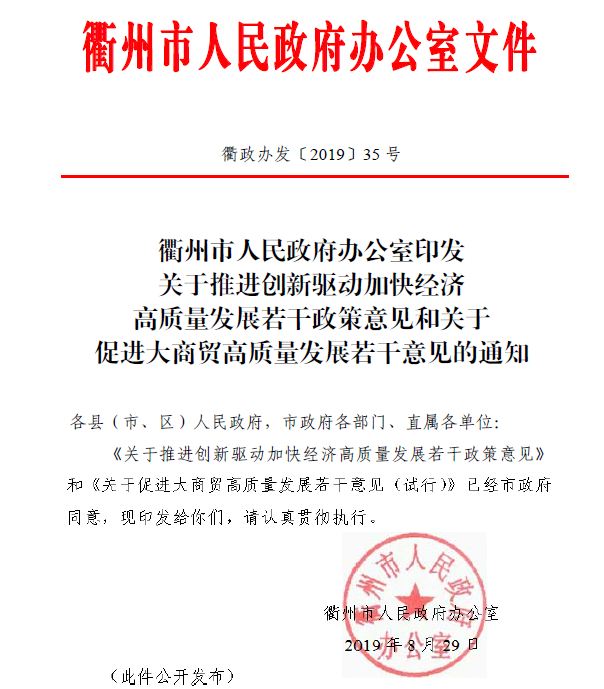 衢州市人民政府办公室文件
衢政办发〔2019〕35 号
衢州市人民政府办公室印发
关于推进创新驱动加快经济
高质量发展若干政策意见和关于
促进大商贸高质量发展若干意见的通知
各县（市、区）人民政府，市政府各部门、直属各单位：
《关于推进创新驱动加快经济高质量发展若干政策意见》
和《关于促进大商贸高质量发展若干意见（试行）》已经市政府
同意，现印发给你们，请认真贯彻执行。
衢州市人民政府
办公室
衢州市人民政府办公室
2019 年 8 月 29 日
（此件公开发布）